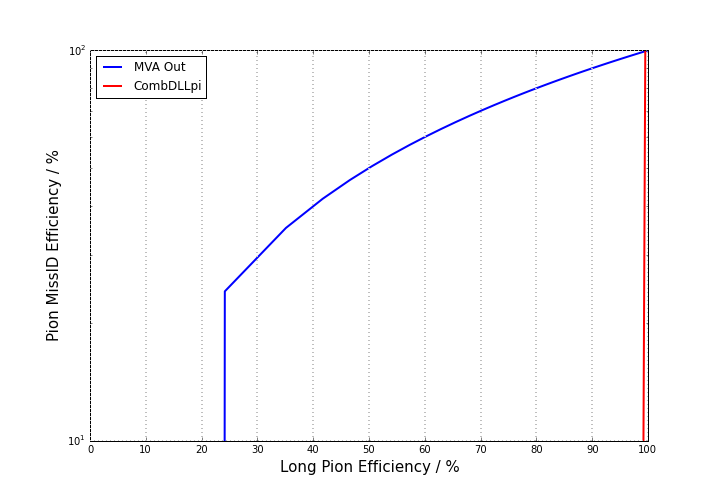 10²
MVA Out
CombDLLpi
Pion MissID Efficiency / %
10¹
0 10 20 30 40 50 60 70 80 90 100
Long Pion Efficiency / %